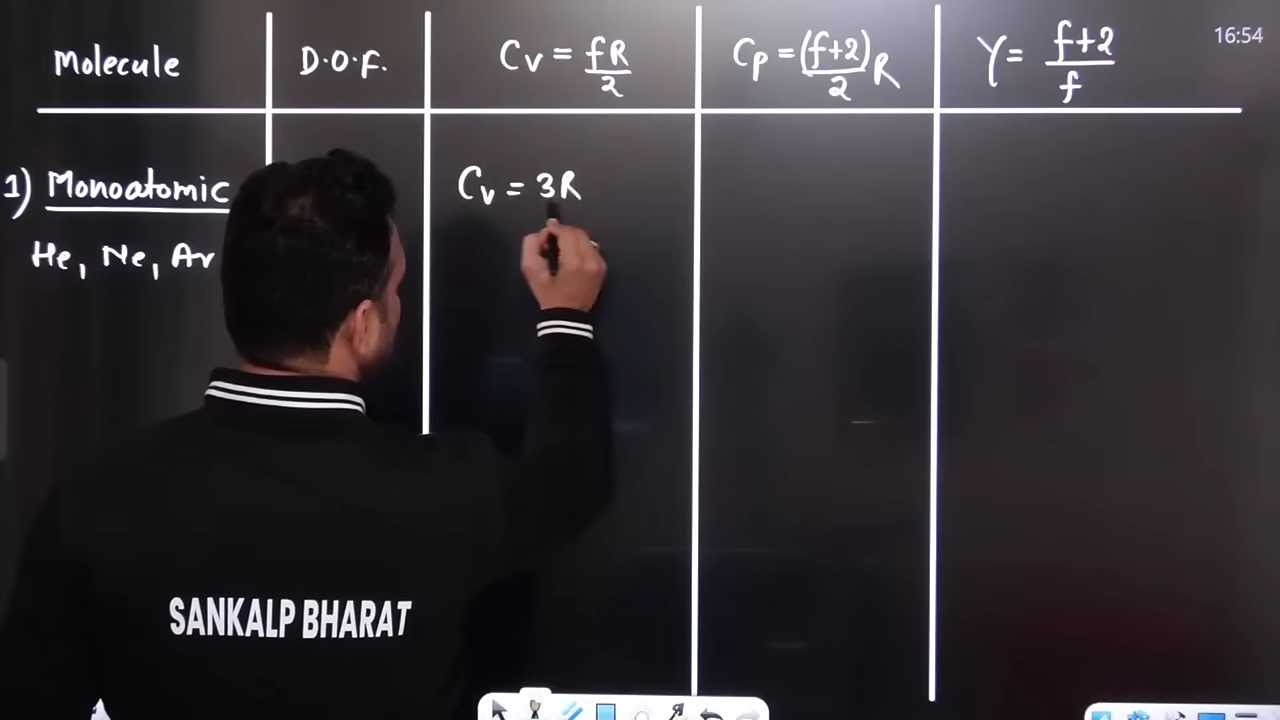 Molecule D.O.F. Cv = fR/2 Cp = (f+2)/2 R γ = f+2/f
16:54
1) Monoatomic Cv = 3R
He, Ne, Ar
SANKALP BHARAT